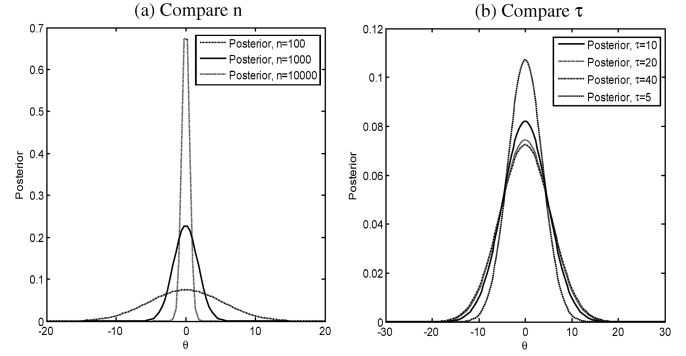 (a) Compare n
0.7
0.6
0.5
0.4
0.3
0.2
0.1
0
Posterior
-20
-10
0
10
20
θ
Posterior, n=100
Posterior, n=1000
Posterior, n=10000
(b) Compare τ
0.12
0.1
0.08
0.06
0.04
0.02
0
Posterior
-30
-20
-10
0
10
20
30
θ
Posterior, τ=10
Posterior, τ=20
Posterior, τ=40
Posterior, τ=5